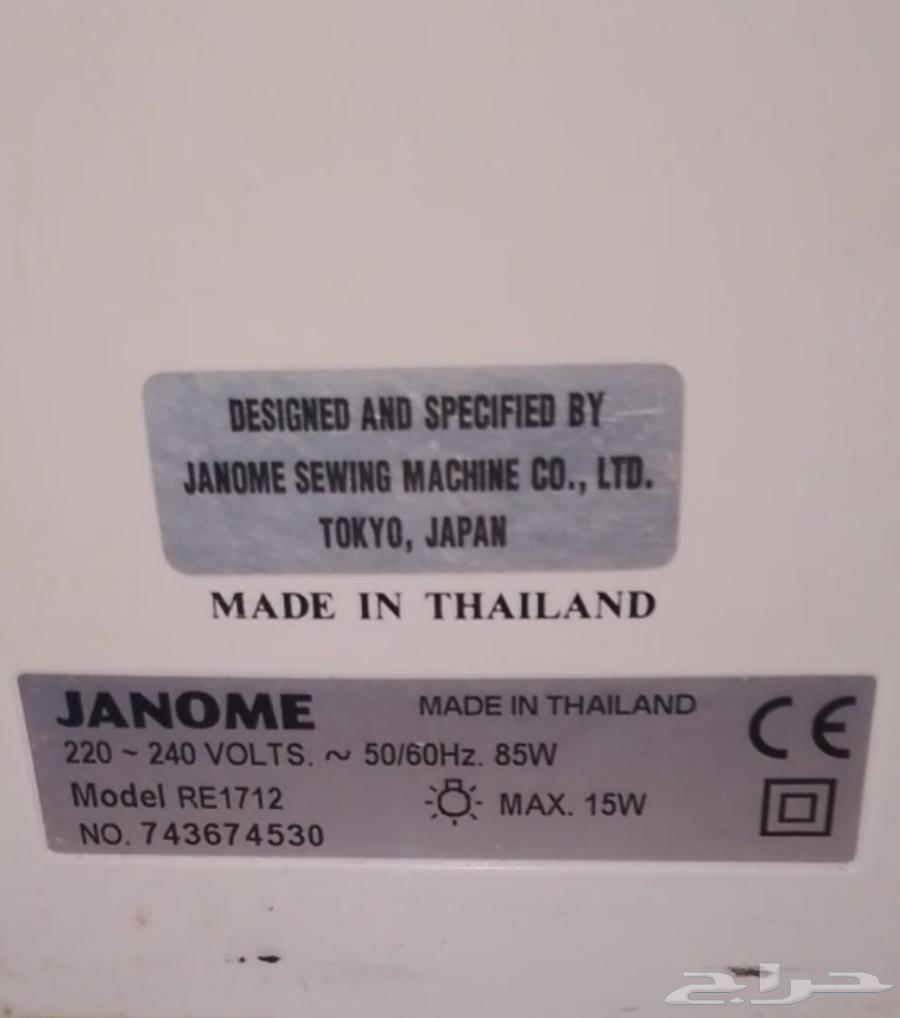 DESIGNED AND SPECIFIED BY
JANOME SEWING MACHINE CO., LTD.
TOKYO, JAPAN
MADE IN THAILAND
JANOME MADE IN THAILAND CE
220 ~ 240 VOLTS. ~ 50/60Hz. 85W
Model RE1712 MAX. 15W
NO. 743674530
حراج